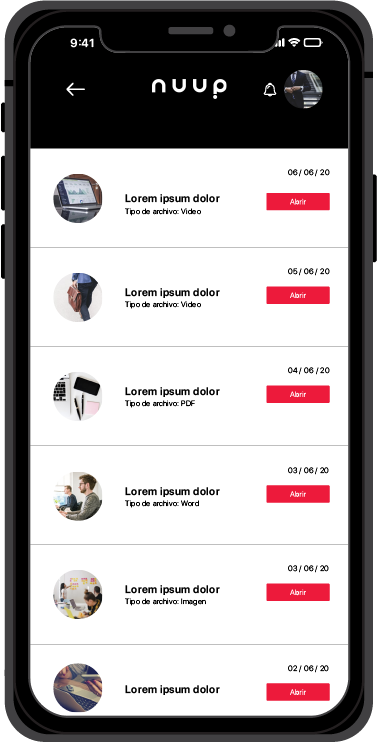 9:41
nuup
06 / 06 / 20
Lorem ipsum dolor
Tipo de archivo: Video
Abrir
05 / 06 / 20
Lorem ipsum dolor
Tipo de archivo: Video
Abrir
04 / 06 / 20
Lorem ipsum dolor
Tipo de archivo: PDF
Abrir
03 / 06 / 20
Lorem ipsum dolor
Tipo de archivo: Word
Abrir
03 / 06 / 20
Lorem ipsum dolor
Tipo de archivo: Imagen
Abrir
02 / 06 / 20
Lorem ipsum dolor
Abrir